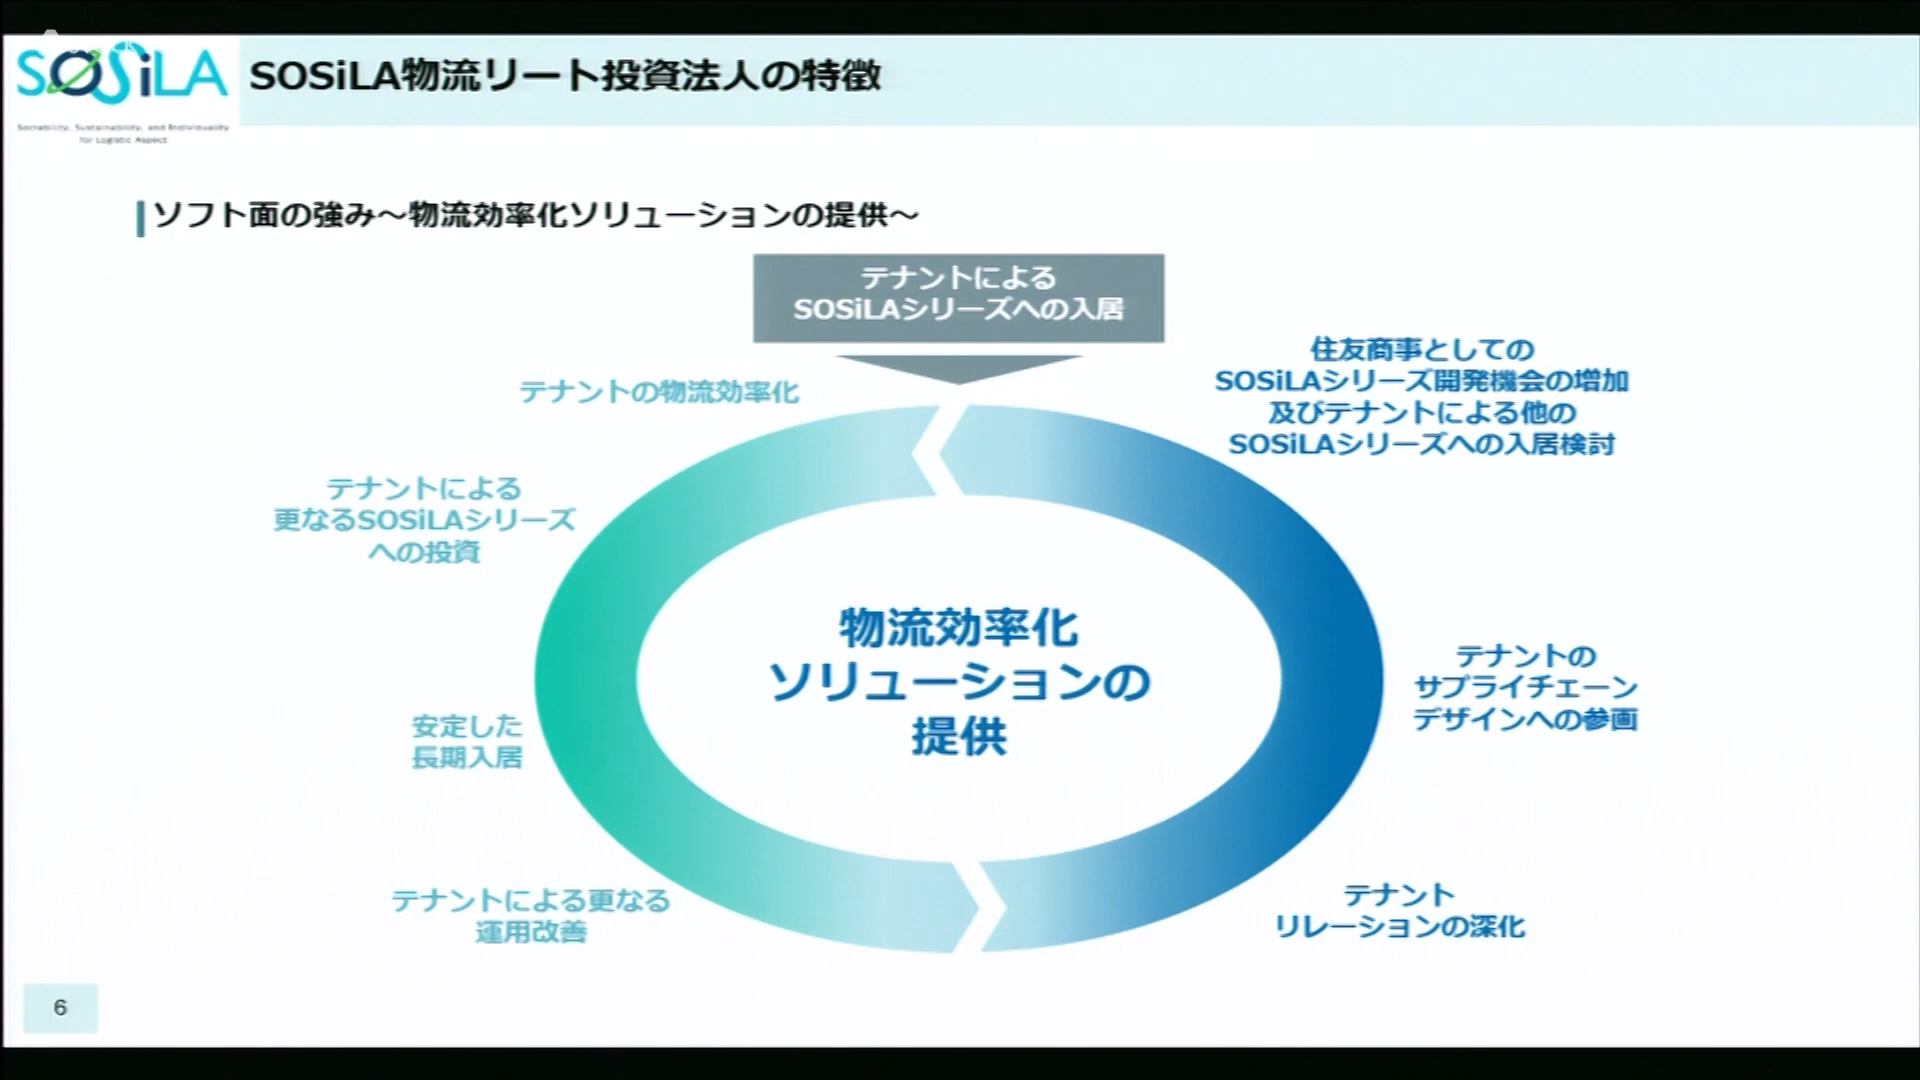 SOSiLA
Sociability, Sustainability, and Individuality
for Logistic Aspect
SOSiLA物流リート投資法人の特徴
ソフト面の強み～物流効率化ソリューションの提供～
テナントによる
SOSiLAシリーズへの入居
住友商事としての
SOSiLAシリーズ開発機会の増加
及びテナントによる他の
SOSiLAシリーズへの入居検討
テナントの物流効率化
テナントによる
更なるSOSiLAシリーズ
への投資
物流効率化
ソリューションの
提供
テナントの
サプライチェーン
デザインへの参画
安定した
長期入居
テナントによる更なる
運用改善
テナント
リレーションの深化
6